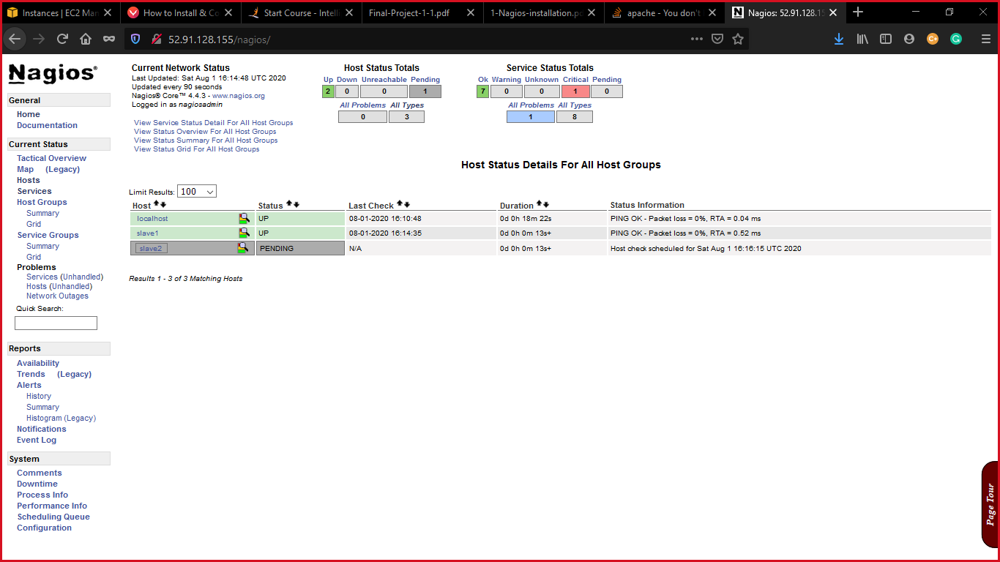 Instances | EC2 Man
How to Install & Co
Start Course - Intelli
Final-Project-1-1.pdf
1-Nagios-installation.pd
apache - You don't
Nagios: 52.91.128.15
52.91.128.155/nagios/
Nagios®
General
Home
Documentation
Current Status
Tactical Overview
Map (Legacy)
Hosts
Services
Host Groups
Summary
Grid
Service Groups
Summary
Grid
Problems
Services (Unhandled)
Hosts (Unhandled)
Network Outages
Quick Search:
Reports
Availability
Trends (Legacy)
Alerts
History
Summary
Histogram (Legacy)
Notifications
Event Log
System
Comments
Downtime
Process Info
Performance Info
Scheduling Queue
Configuration
Current Network Status
Last Updated: Sat Aug 1 16:14:48 UTC 2020
Updated every 90 seconds
Nagios® Core™ 4.4.3 - www.nagios.org
Logged in as nagiosadmin
View Service Status Detail For All Host Groups
View Status Overview For All Host Groups
View Status Summary For All Host Groups
View Status Grid For All Host Groups
Host Status Totals
Up Down Unreachable Pending
2 0 0 1
All Problems All Types
0 3
Service Status Totals
Ok Warning Unknown Critical Pending
7 0 0 1 0
All Problems All Types
1 8
Host Status Details For All Host Groups
Limit Results: 100
Host Status Last Check Duration Status Information
localhost UP 08-01-2020 16:10:48 0d 0h 18m 22s PING OK - Packet loss = 0%, RTA = 0.04 ms
slave1 UP 08-01-2020 16:14:35 0d 0h 0m 13s+ PING OK - Packet loss = 0%, RTA = 0.52 ms
slave2 PENDING N/A 0d 0h 0m 13s+ Host check scheduled for Sat Aug 1 16:16:15 UTC 2020
Results 1 - 3 of 3 Matching Hosts
Page Tour